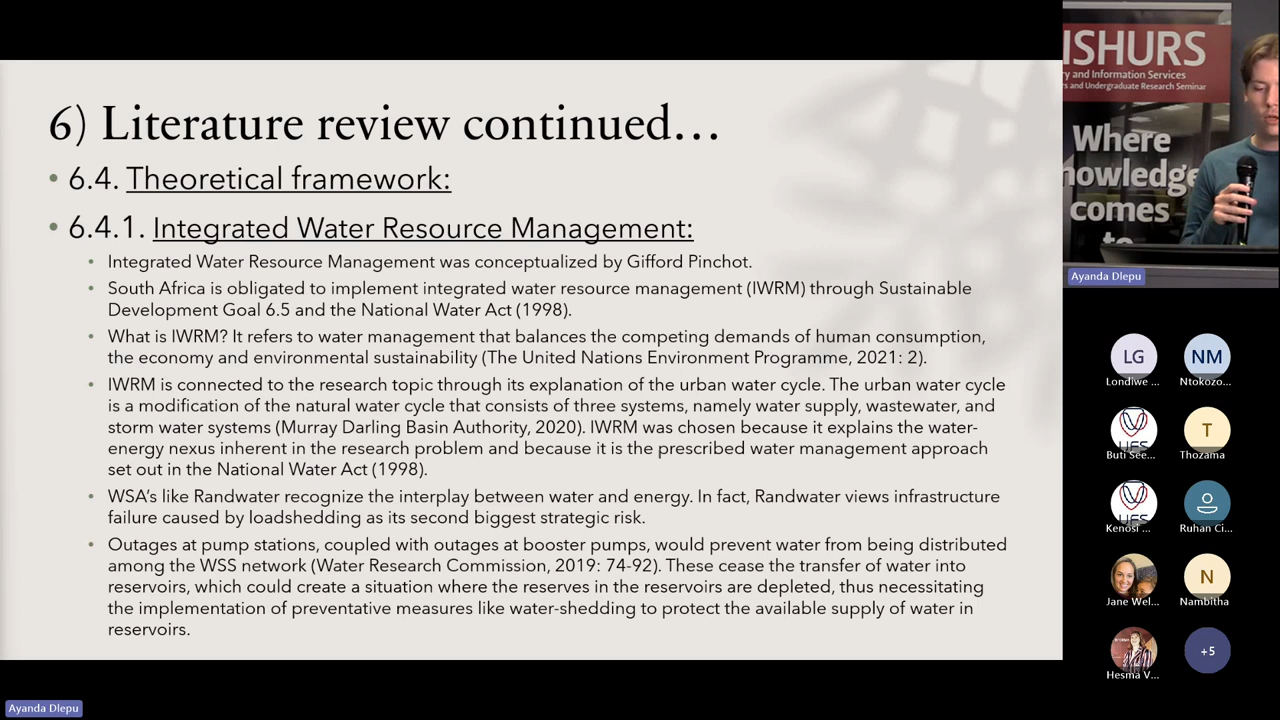 6) Literature review continued…
• 6.4. Theoretical framework:
• 6.4.1. Integrated Water Resource Management:
• Integrated Water Resource Management was conceptualized by Gifford Pinchot.
• South Africa is obligated to implement integrated water resource management (IWRM) through Sustainable
Development Goal 6.5 and the National Water Act (1998).
• What is IWRM? It refers to water management that balances the competing demands of human consumption,
the economy and environmental sustainability (The United Nations Environment Programme, 2021: 2).
• IWRM is connected to the research topic through its explanation of the urban water cycle. The urban water cycle
is a modification of the natural water cycle that consists of three systems, namely water supply, wastewater, and
storm water systems (Murray Darling Basin Authority, 2020). IWRM was chosen because it explains the water-
energy nexus inherent in the research problem and because it is the prescribed water management approach
set out in the National Water Act (1998).
• WSA's like Randwater recognize the interplay between water and energy. In fact, Randwater views infrastructure
failure caused by loadshedding as its second biggest strategic risk.
• Outages at pump stations, coupled with outages at booster pumps, would prevent water from being distributed
among the WSS network (Water Research Commission, 2019: 74-92). These cease the transfer of water into
reservoirs, which could create a situation where the reserves in the reservoirs are depleted, thus necessitating
the implementation of preventative measures like water-shedding to protect the available supply of water in
reservoirs.
ISHURS
ry and Information Services
rs and Undergraduate Research Seminar
Where
nowledge
comes
to
Ayanda Dlepu
LG
Londiwe ...
NM
Ntokozo...
UFS
Buti See...
T
Thozama
UFS
Kenosi ...
Ruhan Ci...
Jane Wel...
N
Nambitha
Hesma V...
+5
Ayanda Dlepu